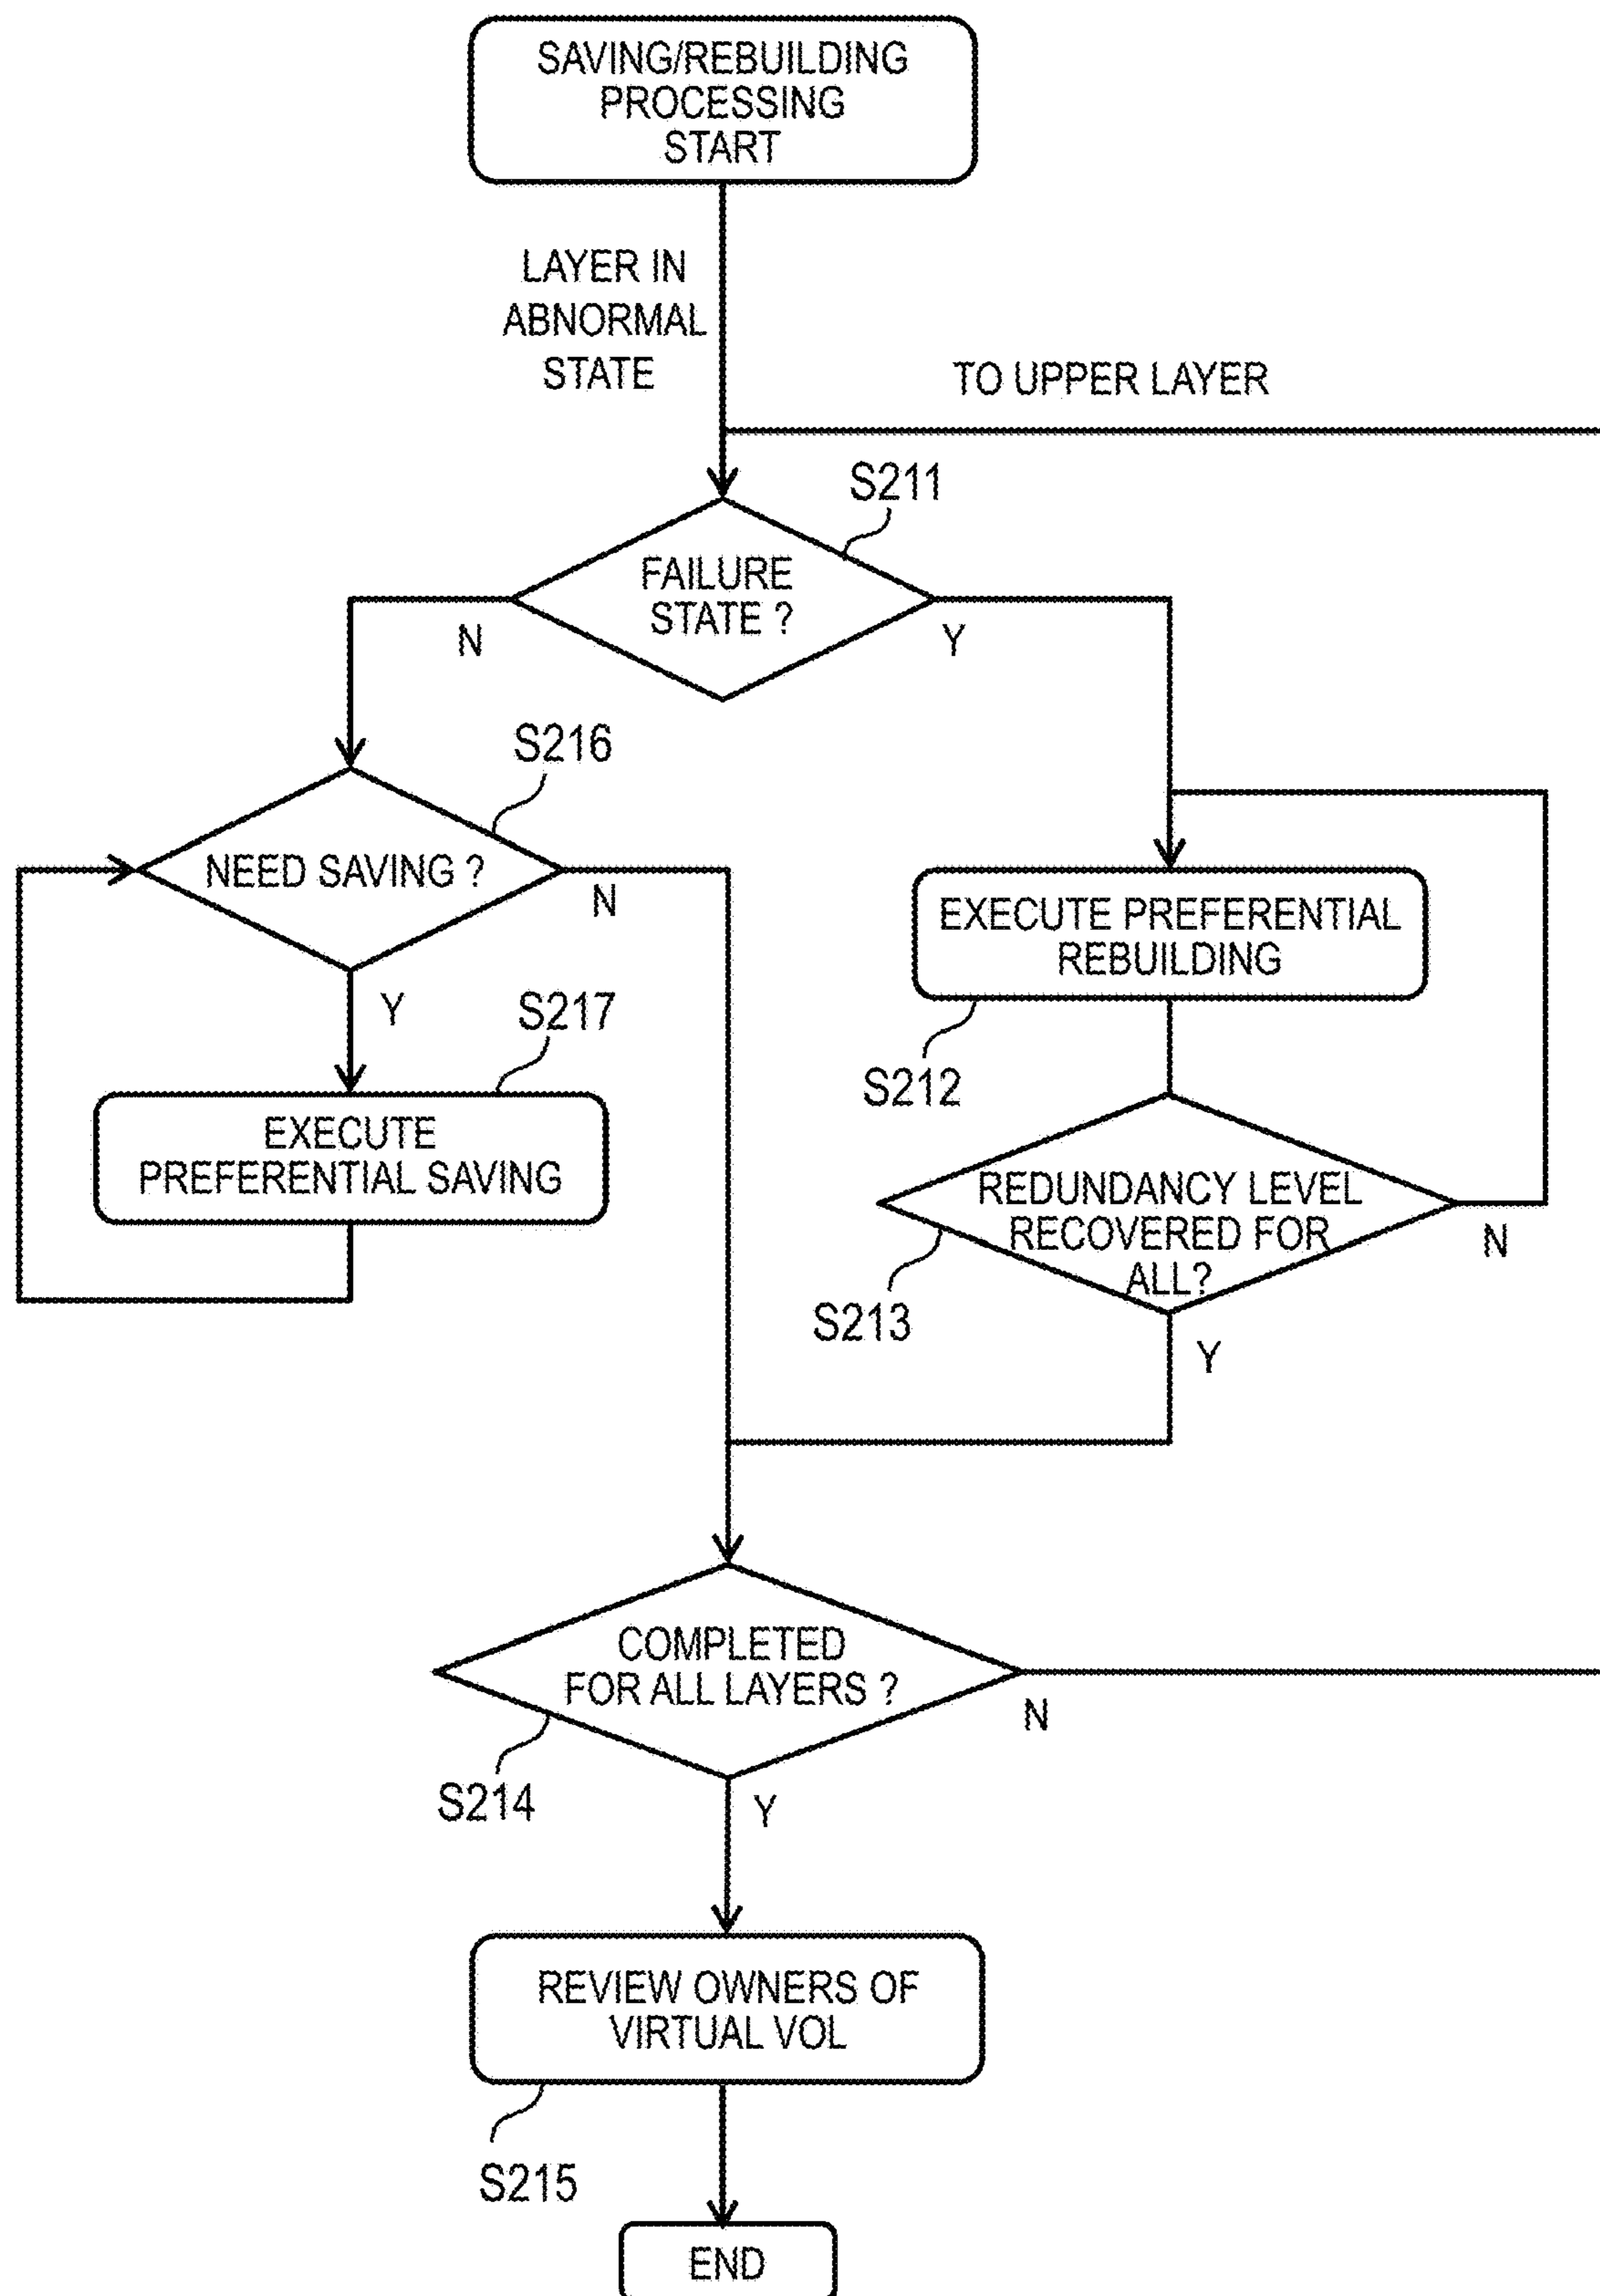 SAVING/REBUILDING
PROCESSING
START
LAYER IN
ABNORMAL
STATE
TO UPPER LAYER
S211
FAILURE
STATE ?
N
Y
S216
NEED SAVING ?
N
Y
EXECUTE PREFERENTIAL
REBUILDING
S212
S217
EXECUTE
PREFERENTIAL SAVING
REDUNDANCY LEVEL
RECOVERED FOR
ALL?
N
S213
Y
COMPLETED
FOR ALL LAYERS ?
N
S214
Y
REVIEW OWNERS OF
VIRTUAL VOL
S215
END